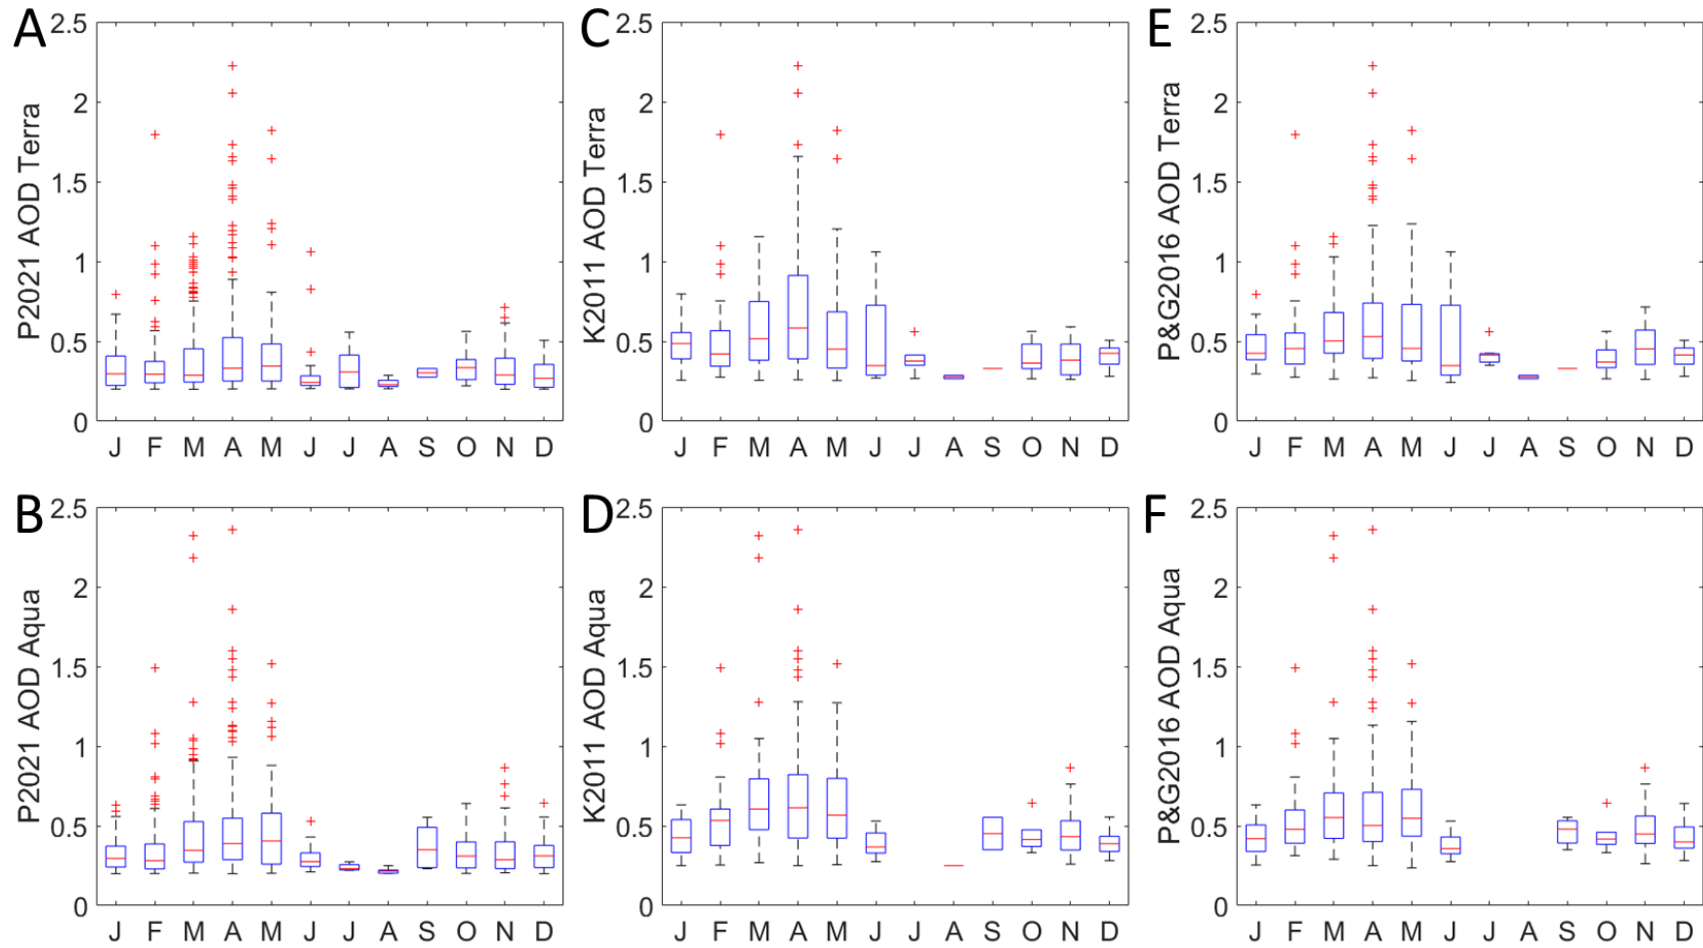 A
P2021 AOD Terra
2.5
2
1.5
1
0.5
0
J F M A M J J A S O N D
C
K2011 AOD Terra
2.5
2
1.5
1
0.5
0
J F M A M J J A S O N D
E
P&G2016 AOD Terra
2.5
2
1.5
1
0.5
0
J F M A M J J A S O N D
B
P2021 AOD Aqua
2.5
2
1.5
1
0.5
0
J F M A M J J A S O N D
D
K2011 AOD Aqua
2.5
2
1.5
1
0.5
0
J F M A M J J A S O N D
F
P&G2016 AOD Aqua
2.5
2
1.5
1
0.5
0
J F M A M J J A S O N D